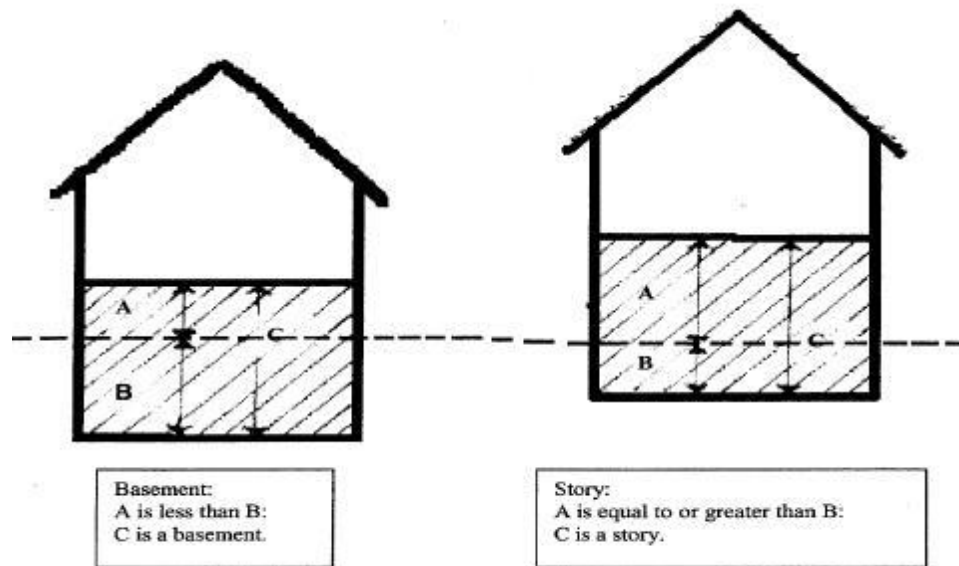 A
C
B
A
C
B
Basement:
A is less than B:
C is a basement.
Story:
A is equal to or greater than B:
C is a story.